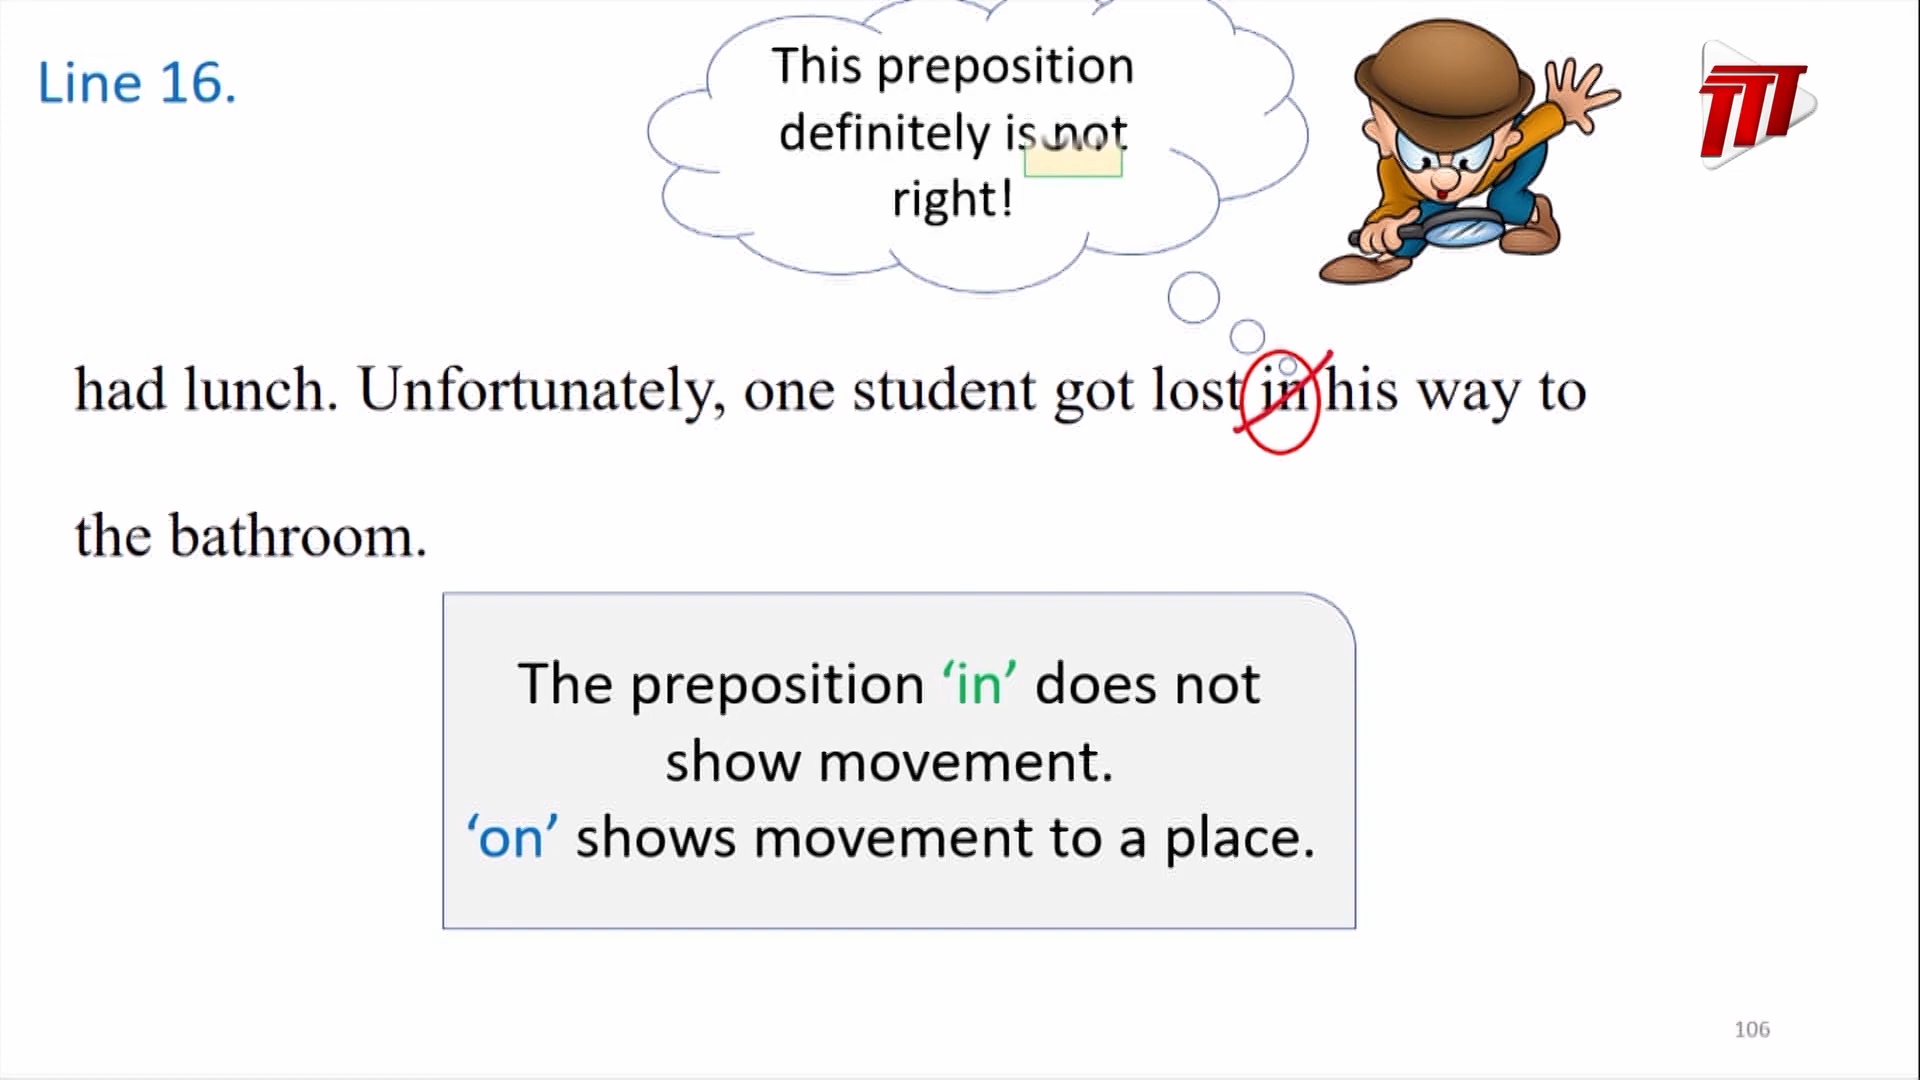 Line 16.
This preposition
definitely is not
right!
TTT
had lunch. Unfortunately, one student got lost in his way to
the bathroom.
The preposition ‘in’ does not
show movement.
‘on’ shows movement to a place.
106